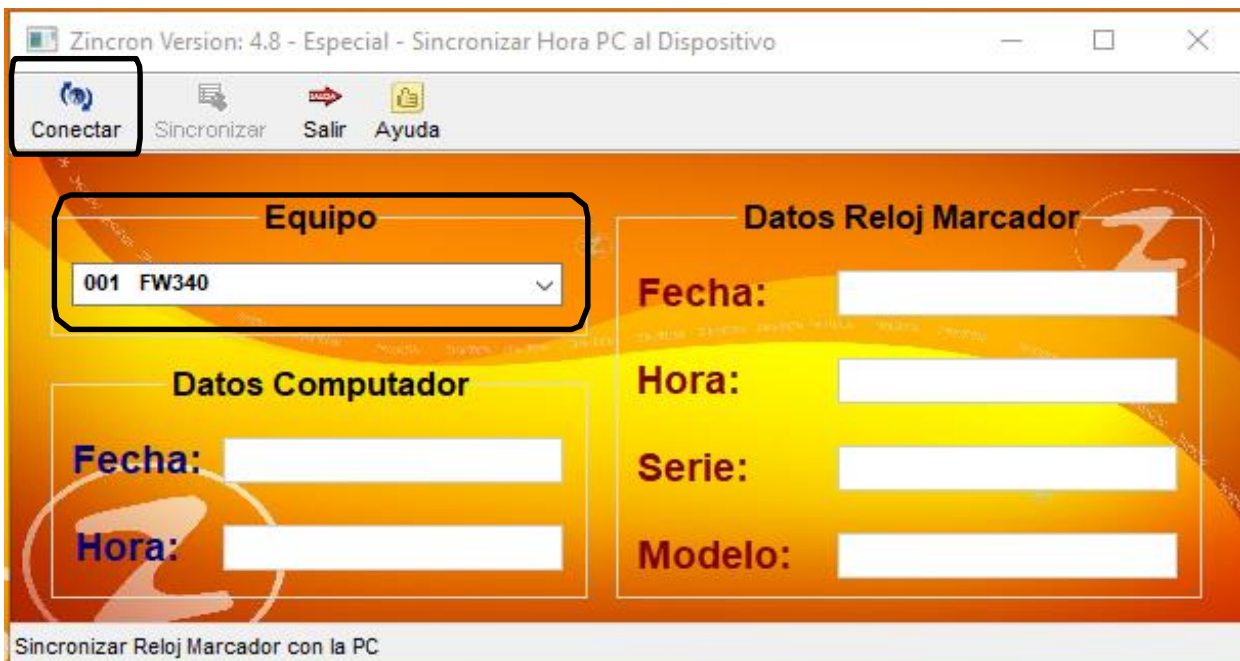 Zincron Version: 4.8 - Especial - Sincronizar Hora PC al Dispositivo
SALIDA
Conectar Sincronizar Salir Ayuda
Equipo
001 FW340
Datos Computador
Fecha:
Hora:
Datos Reloj Marcador
Fecha:
Hora:
Serie:
Modelo:
Sincronizar Reloj Marcador con la PC